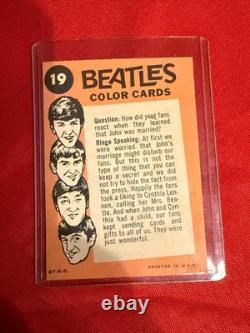 19
BEATLES
COLOR CARDS
Question: How did your fans
react when they learned
that John was married?
Ringo Speaking: At first we
were worried that John's
marriage might disturb our
fans. But this is not the
type of thing that you can
keep a secret and we did
not try to hide the fact from
the press. Happily the fans
took a liking to Cynthia Len-
non, calling her Mrs. Bea-
tle. And when John and Cyn-
thia had a child, our fans
kept sending cards and
gifts to our office. They were
just wonderful.
©T.C.G.
PRINTED IN U.S.A.